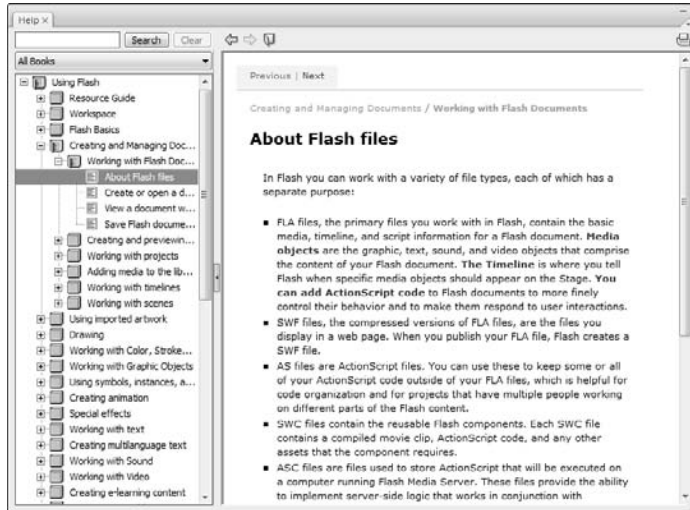 Help ×
Search Clear
All Books
Using Flash
Resource Guide
Workspace
Flash Basics
Creating and Managing Doc...
Working with Flash Doc...
About Flash files
Create or open a d...
View a document w...
Save Flash docume...
Creating and previewin...
Working with projects
Adding media to the lib...
Working with timelines
Working with scenes
Using imported artwork
Drawing
Working with Color, Stroke...
Working with Graphic Objects
Using symbols, instances, a...
Creating animation
Special effects
Working with text
Creating multilanguage text
Working with Sound
Working with Video
Creating e-learning content
Previous | Next
Creating and Managing Documents / Working with Flash Documents
About Flash files
In Flash you can work with a variety of file types, each of which has a
separate purpose:
▪ FLA files, the primary files you work with in Flash, contain the basic
media, timeline, and script information for a Flash document. Media
objects are the graphic, text, sound, and video objects that comprise
the content of your Flash document. The Timeline is where you tell
Flash when specific media objects should appear on the Stage. You
can add ActionScript code to Flash documents to more finely
control their behavior and to make them respond to user interactions.
▪ SWF files, the compressed versions of FLA files, are the files you
display in a web page. When you publish your FLA file, Flash creates a
SWF file.
▪ AS files are ActionScript files. You can use these to keep some or all
of your ActionScript code outside of your FLA files, which is helpful for
code organization and for projects that have multiple people working
on different parts of the Flash content.
▪ SWC files contain the reusable Flash components. Each SWC file
contains a compiled movie clip, ActionScript code, and any other
assets that the component requires.
▪ ASC files are files used to store ActionScript that will be executed on
a computer running Flash Media Server. These files provide the ability
to implement server-side logic that works in conjunction with